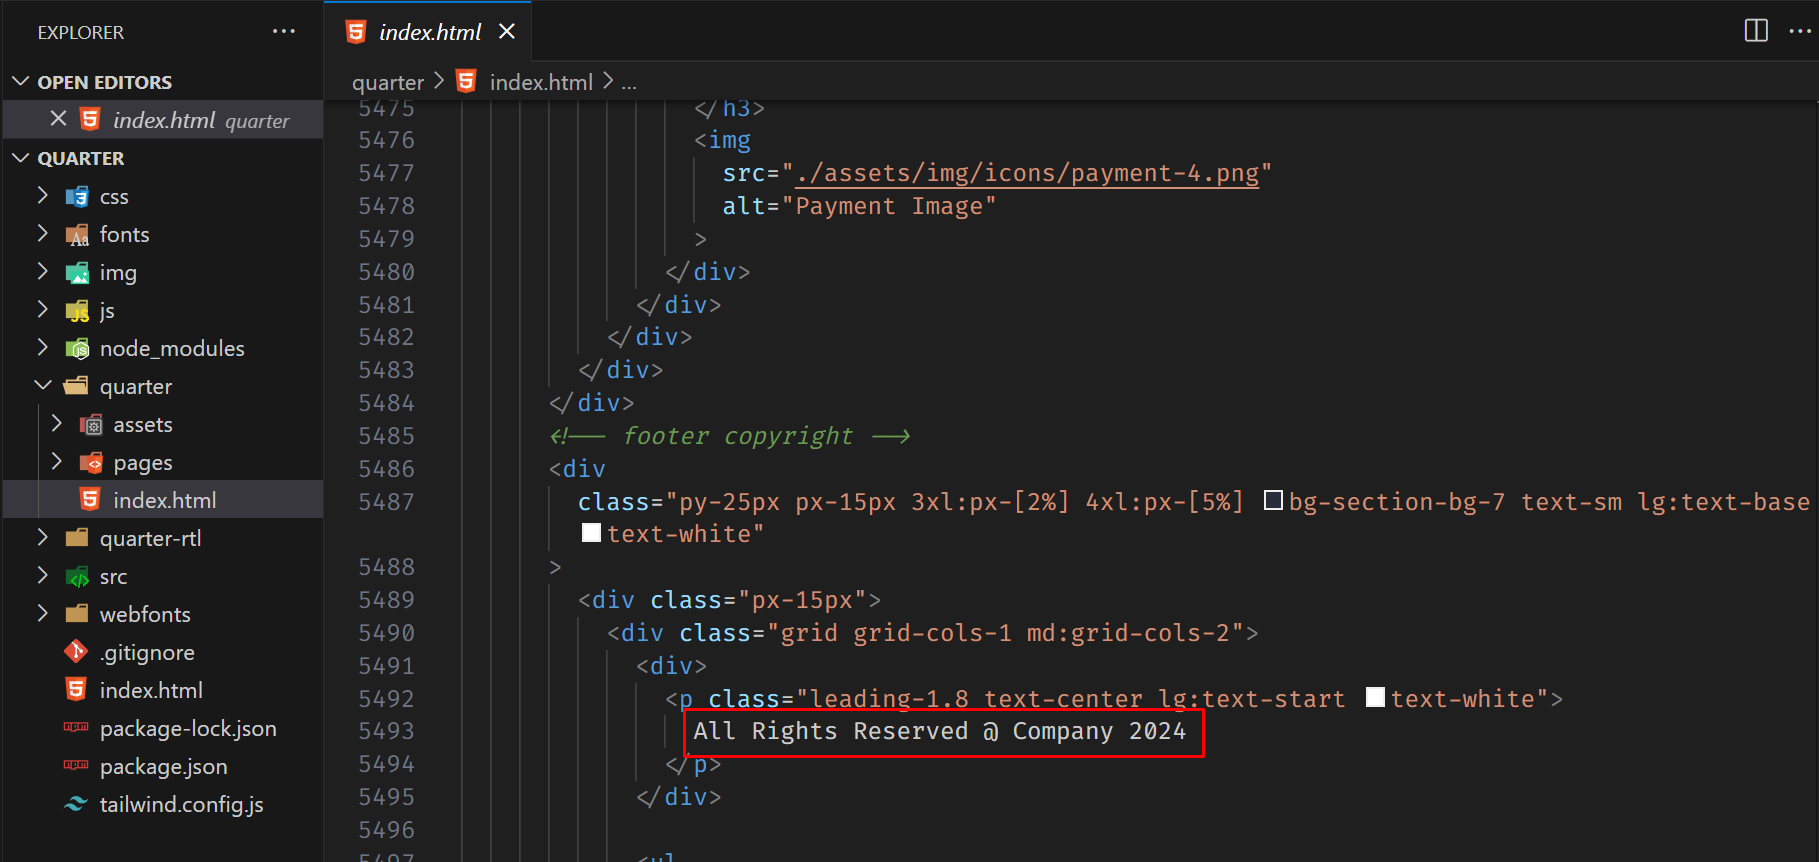 EXPLORER
OPEN EDITORS
index.html quarter
QUARTER
css
fonts
img
js
node_modules
quarter
assets
pages
index.html
quarter-rtl
src
webfonts
.gitignore
index.html
package-lock.json
package.json
tailwind.config.js
index.html
quarter > index.html > ...
5475 </h3>
5476 <img
5477 src="./assets/img/icons/payment-4.png"
5478 alt="Payment Image"
5479 >
5480 </div>
5481 </div>
5482 </div>
5483 </div>
5484 </div>
5485 <!-- footer copyright -->
5486 <div
5487 class="py-25px px-15px 3xl:px-[2%] 4xl:px-[5%] bg-section-bg-7 text-sm lg:text-base
text-white"
5488 >
5489 <div class="px-15px">
5490 <div class="grid grid-cols-1 md:grid-cols-2">
5491 <div>
5492 <p class="leading-1.8 text-center lg:text-start text-white">
5493 All Rights Reserved @ Company 2024
5494 </p>
5495 </div>
5496
5497 <ul